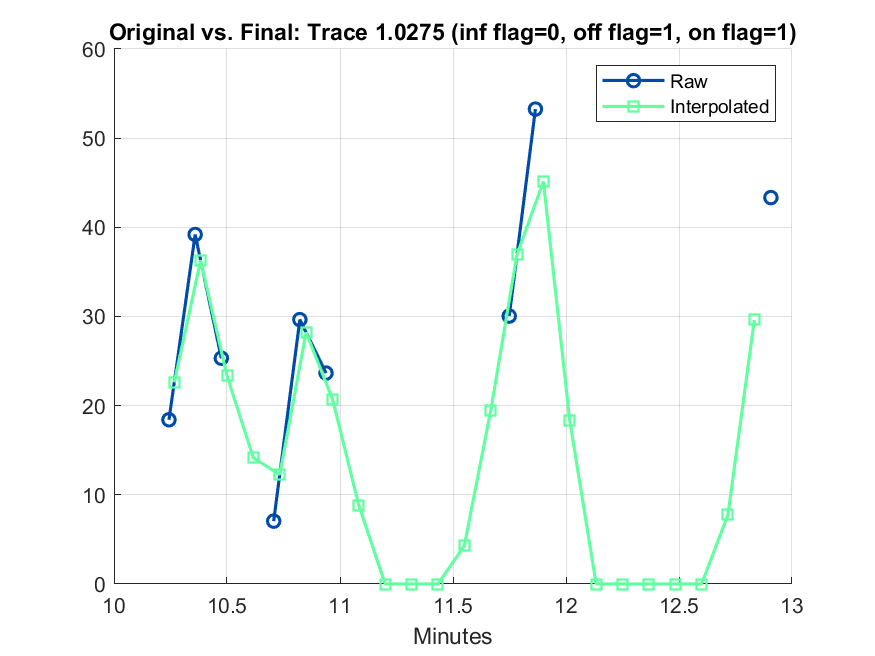 Original vs. Final: Trace 1.0275 (inf flag=0, off flag=1, on flag=1)
60
50
40
30
20
10
0
Raw
Interpolated
10 10.5 11 11.5 12 12.5 13
Minutes